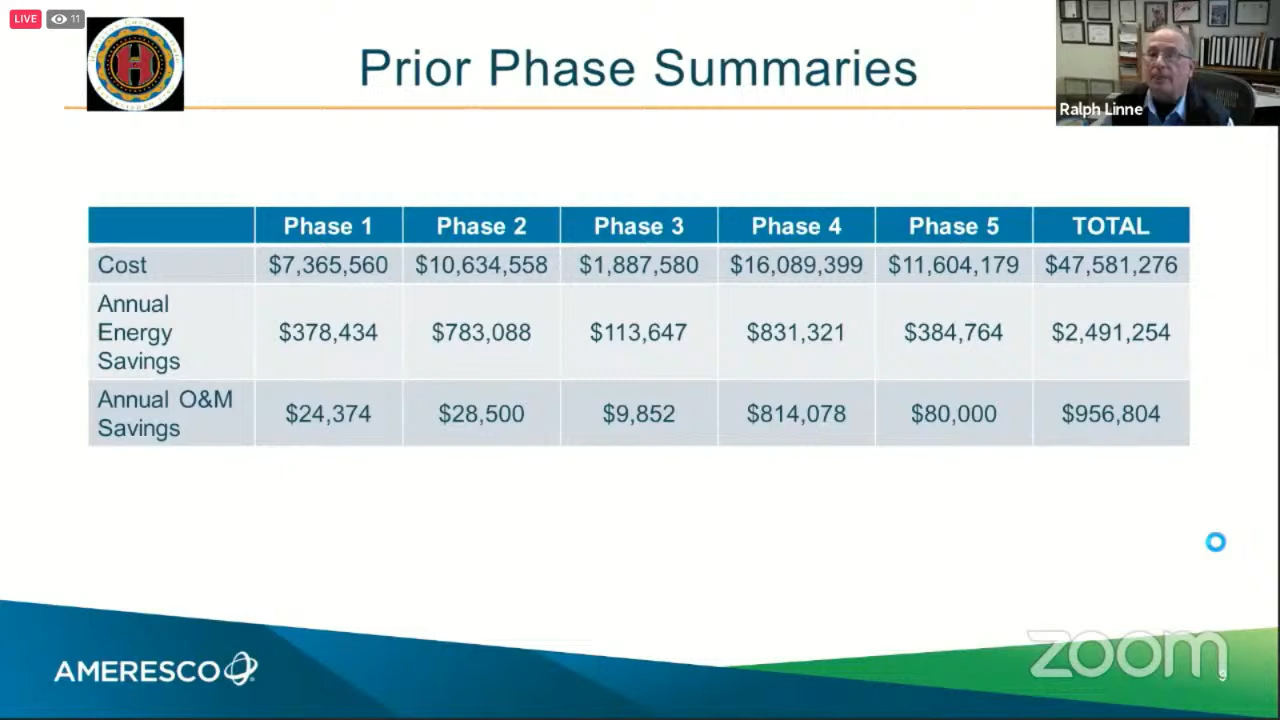 LIVE 11
Prior Phase Summaries
H
Ralph Linne
Phase 1 Phase 2 Phase 3 Phase 4 Phase 5 TOTAL
Cost $7,365,560 $10,634,558 $1,887,580 $16,089,399 $11,604,179 $47,581,276
Annual
Energy
Savings $378,434 $783,088 $113,647 $831,321 $384,764 $2,491,254
Annual O&M
Savings $24,374 $28,500 $9,852 $814,078 $80,000 $956,804
AMERESCO
zoom
9